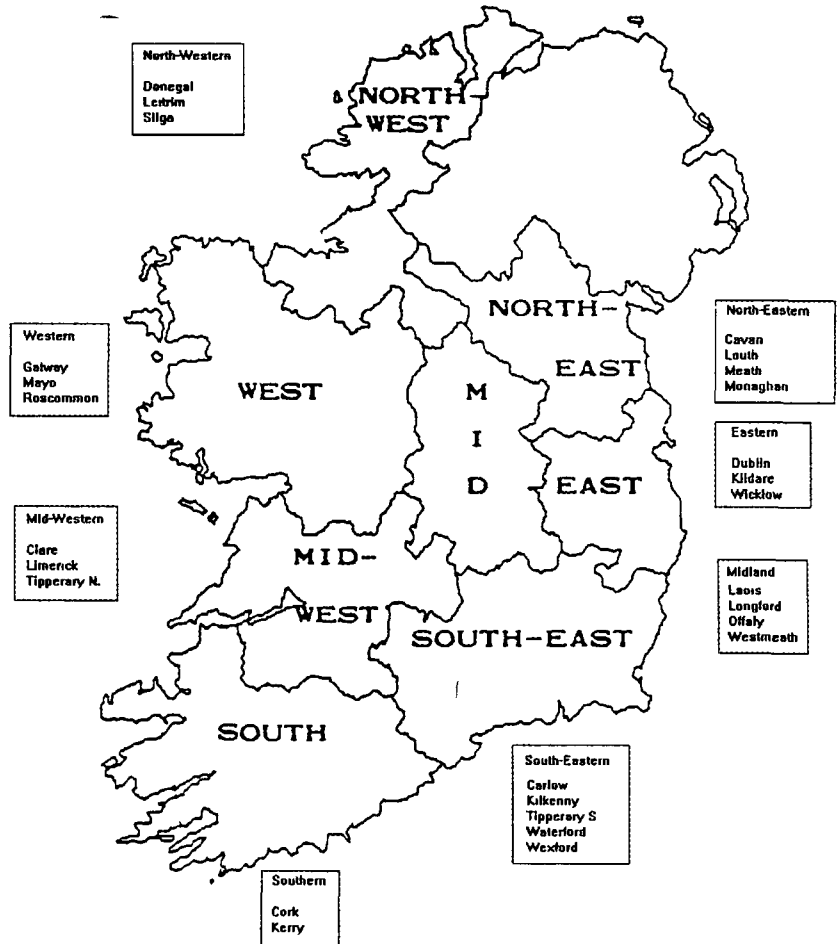 North-Western
Donegal
Leitrim
Sligo
NORTH-
WEST
NORTH-
EAST
North-Eastern
Cavan
Louth
Meath
Monaghan
Western
Galway
Mayo
Roscommon
WEST
M
I
D
EAST
Eastern
Dublin
Kildare
Wicklow
Mid-Western
Clare
Limerick
Tipperary N.
MID-
WEST
Midland
Laois
Longford
Offaly
Westmeath
SOUTH-EAST
SOUTH
South-Eastern
Carlow
Kilkenny
Tipperary S
Waterford
Wexford
Southern
Cork
Kerry